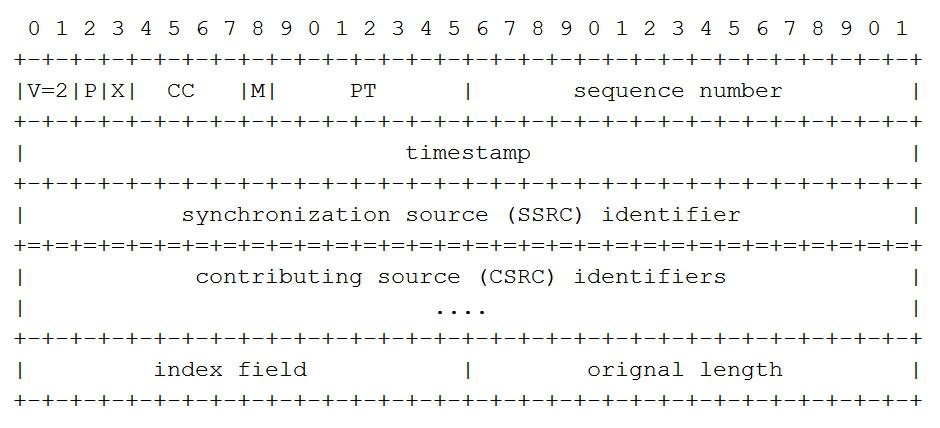 0 1 2 3 4 5 6 7 8 9 0 1 2 3 4 5 6 7 8 9 0 1 2 3 4 5 6 7 8 9 0 1
+-+-+-+-+-+-+-+-+-+-+-+-+-+-+-+-+-+-+-+-+-+-+-+-+-+-+-+-+-+-+-+-+
|V=2|P|X|  CC   |M|     PT      |       sequence number         |
+-+-+-+-+-+-+-+-+-+-+-+-+-+-+-+-+-+-+-+-+-+-+-+-+-+-+-+-+-+-+-+-+
|                           timestamp                           |
+-+-+-+-+-+-+-+-+-+-+-+-+-+-+-+-+-+-+-+-+-+-+-+-+-+-+-+-+-+-+-+-+
|           synchronization source (SSRC) identifier            |
+=+=+=+=+=+=+=+=+=+=+=+=+=+=+=+=+=+=+=+=+=+=+=+=+=+=+=+=+=+=+=+=+
|            contributing source (CSRC) identifiers             |
|                             ....                              |
+-+-+-+-+-+-+-+-+-+-+-+-+-+-+-+-+-+-+-+-+-+-+-+-+-+-+-+-+-+-+-+-+
|         index field           |        orignal length         |
+-+-+-+-+-+-+-+-+-+-+-+-+-+-+-+-+-+-+-+-+-+-+-+-+-+-+-+-+-+-+-+-+